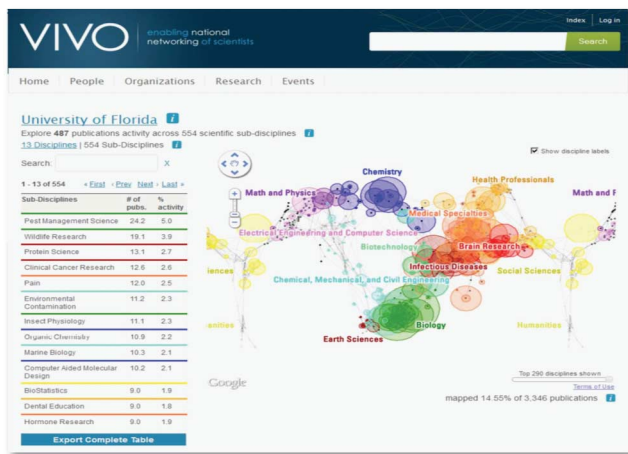 VIVO
enabling national
networking of scientists
Index | Log in
Search
Home People Organizations Research Events
University of Florida i
Explore 487 publications activity across 554 scientific sub-disciplines i
13 Disciplines | 554 Sub-Disciplines i
Search: X
1 - 13 of 554 « First ‹ Prev Next › Last »
Sub-Disciplines # of pubs. % activity
Pest Management Science 24.2 5.0
Wildlife Research 19.1 3.9
Protein Science 13.1 2.7
Clinical Cancer Research 12.6 2.6
Pain 12.0 2.5
Environmental Contamination 11.2 2.3
Insect Physiology 11.1 2.3
Organic Chemistry 10.9 2.2
Marine Biology 10.3 2.1
Computer Aided Molecular Design 10.2 2.1
BioStatistics 9.0 1.9
Dental Education 9.0 1.8
Hormone Research 9.0 1.9
Export Complete Table
Show discipline labels
Chemistry
Health Professionals
Math and Physics
Math and F
Medical Specialties
Electrical Engineering and Computer Science
Biotechnology
Brain Research
Infectious Diseases
iences
Social Sciences
Chemical, Mechanical, and Civil Engineering
anities
Biology
Humanities
Earth Sciences
Google
Top 290 disciplines shown
Terms of Use
mapped 14.55% of 3,346 publications i